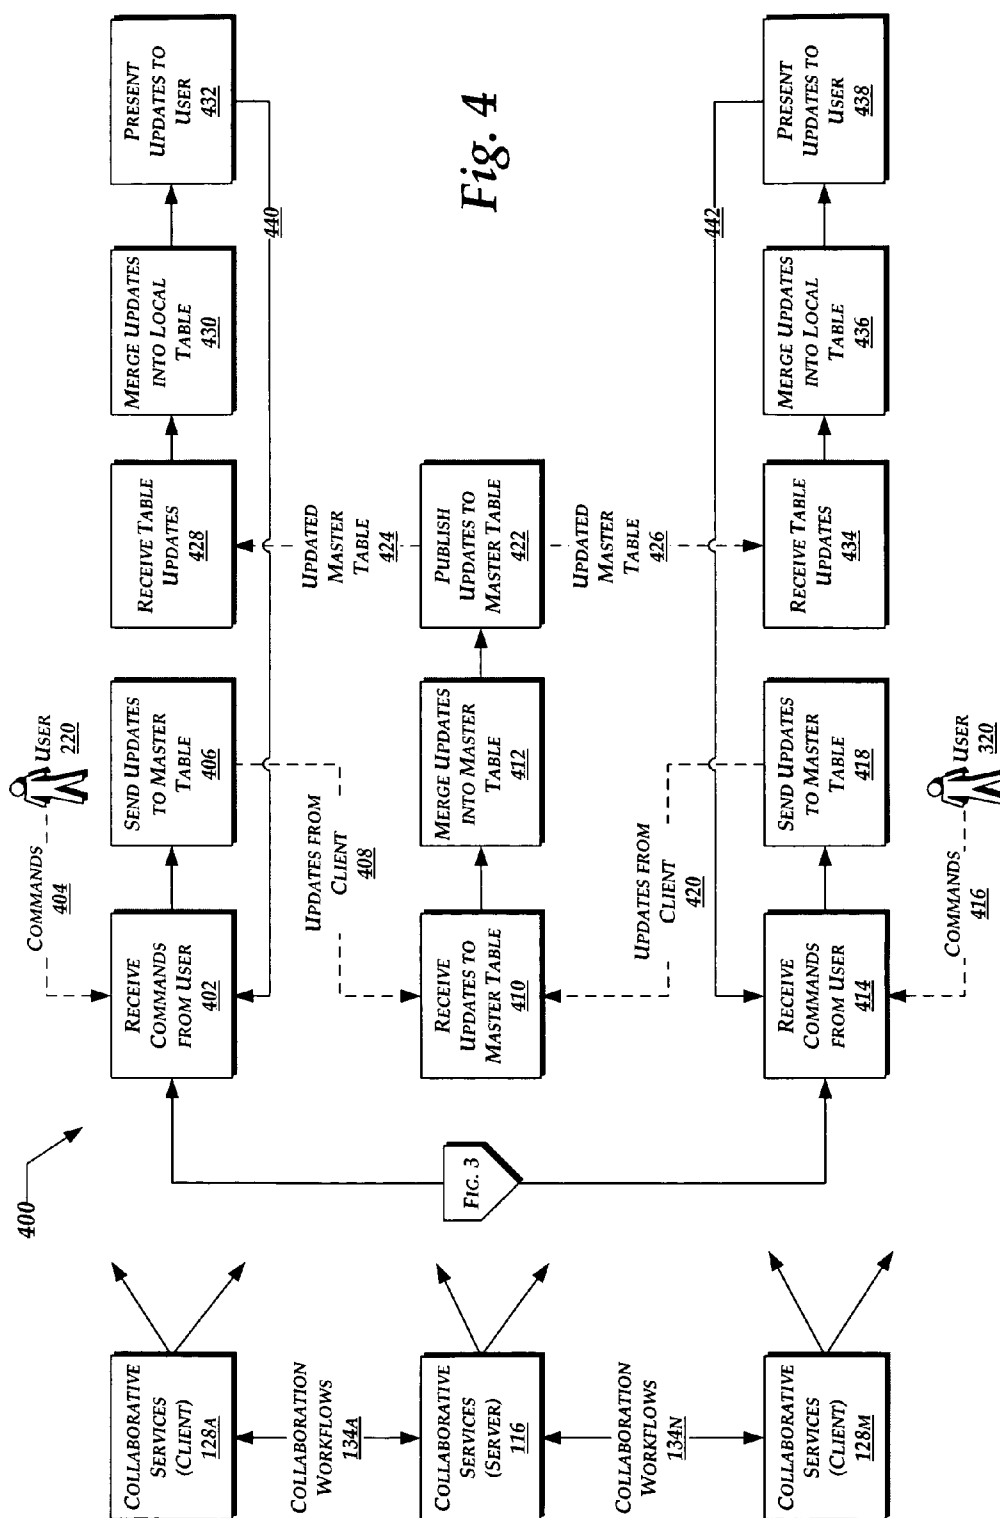 400
COLLABORATIVE
SERVICES
(CLIENT)
128A
COLLABORATION
WORKFLOWS
134A
COLLABORATIVE
SERVICES
(SERVER)
116
COLLABORATION
WORKFLOWS
134N
COLLABORATIVE
SERVICES
(CLIENT)
128M
FIG. 3
COMMANDS
404
USER
220
RECEIVE
COMMANDS
FROM USER
402
SEND UPDATES
TO MASTER
TABLE
406
RECEIVE TABLE
UPDATES
428
MERGE UPDATES
INTO LOCAL
TABLE
430
PRESENT
UPDATES TO
USER
432
440
UPDATES FROM
CLIENT
408
UPDATED
MASTER
TABLE
424
Fig. 4
RECEIVE
UPDATES TO
MASTER TABLE
410
MERGE UPDATES
INTO MASTER
TABLE
412
PUBLISH
UPDATES TO
MASTER TABLE
422
UPDATES FROM
CLIENT
420
UPDATED
MASTER
TABLE
426
442
RECEIVE
COMMANDS
FROM USER
414
SEND UPDATES
TO MASTER
TABLE
418
RECEIVE TABLE
UPDATES
434
MERGE UPDATES
INTO LOCAL
TABLE
436
PRESENT
UPDATES TO
USER
438
COMMANDS
416
USER
320